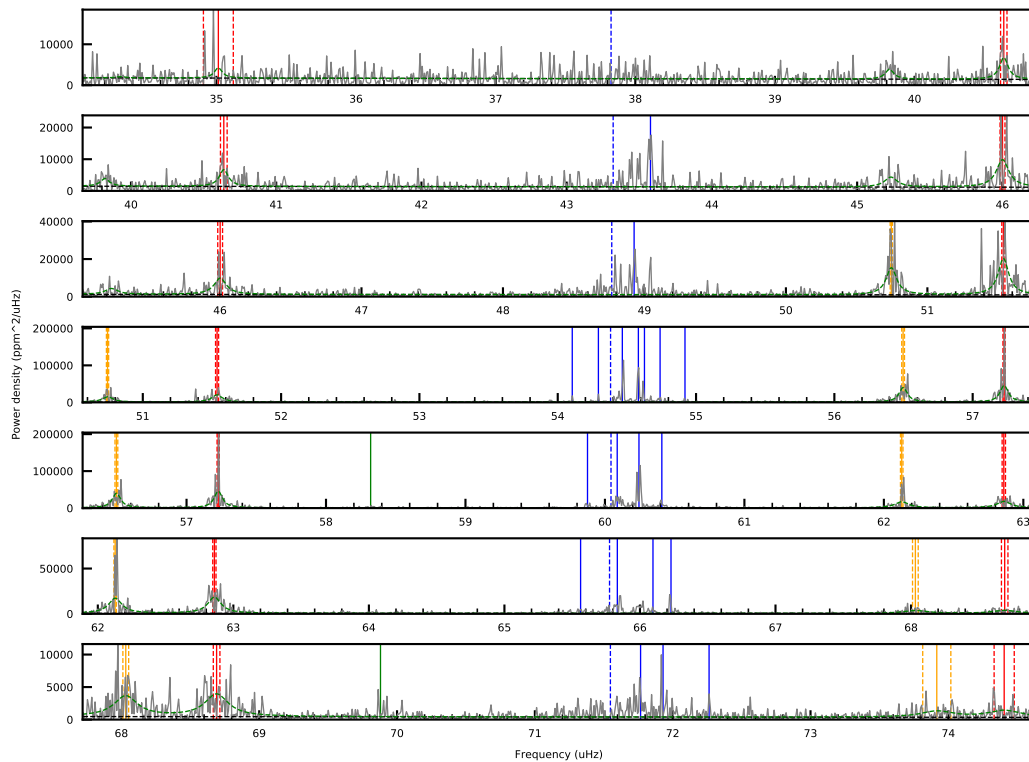 10000
0
35 36 37 38 39 40
20000
10000
0
40 41 42 43 44 45 46
40000
20000
0
46 47 48 49 50 51
200000
100000
0
51 52 53 54 55 56 57
200000
100000
0
57 58 59 60 61 62 63
50000
0
62 63 64 65 66 67 68
10000
5000
0
68 69 70 71 72 73 74
Power density (ppm^2/uHz)
Frequency (uHz)